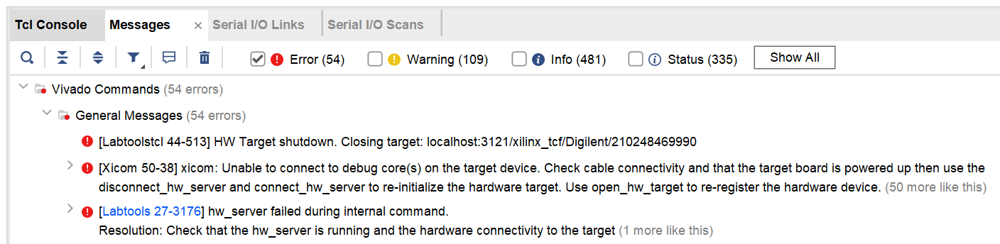 Tcl Console Messages × Serial I/O Links Serial I/O Scans
Error (54) Warning (109) Info (481) Status (335) Show All
Vivado Commands (54 errors)
General Messages (54 errors)
[Labtoolstcl 44-513] HW Target shutdown. Closing target: localhost:3121/xilinx_tcf/Digilent/210248469990
[Xicom 50-38] xicom: Unable to connect to debug core(s) on the target device. Check cable connectivity and that the target board is powered up then use the
disconnect_hw_server and connect_hw_server to re-initialize the hardware target. Use open_hw_target to re-register the hardware device. (50 more like this)
[Labtools 27-3176] hw_server failed during internal command.
Resolution: Check that the hw_server is running and the hardware connectivity to the target (1 more like this)